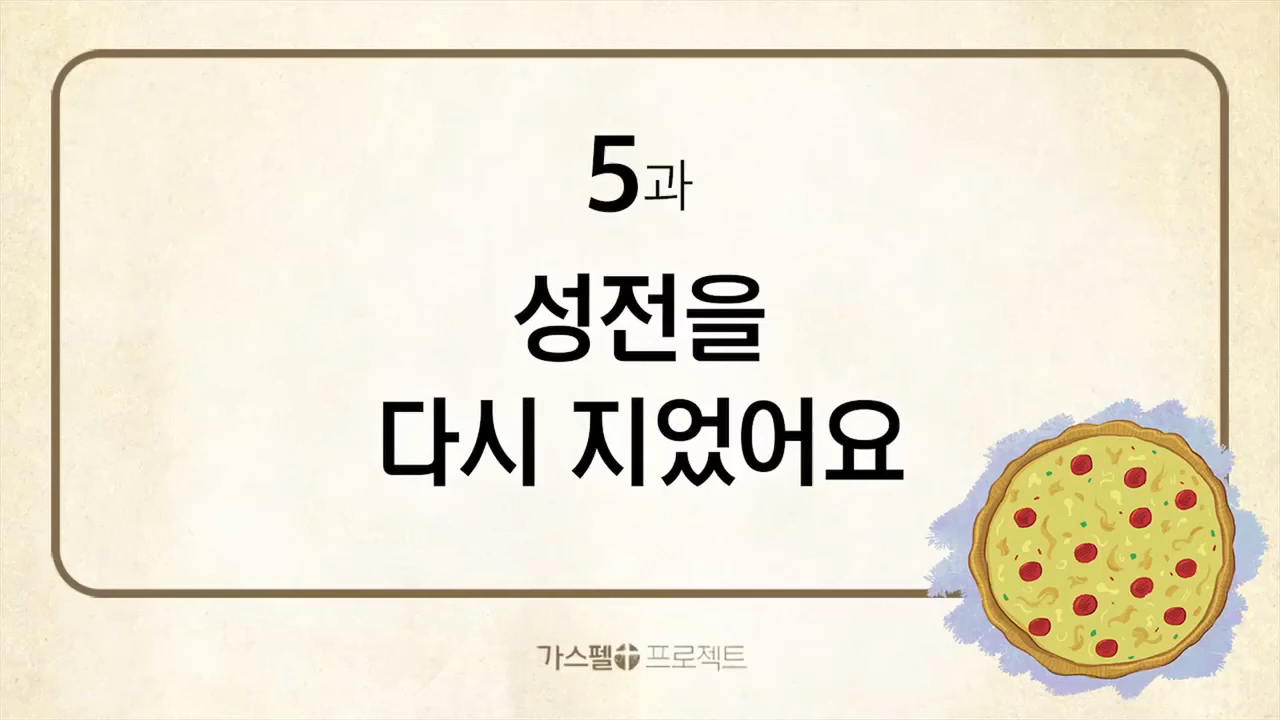 5과
성전을
다시 지었어요
가스펠 프로젝트